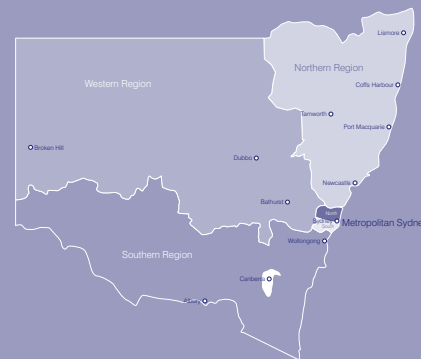 Lismore
Northern Region
Western Region
Coffs Harbour
Tamworth
Port Macquarie
Broken Hill
Dubbo
Newcastle
Bathurst
North
Sydney
Metropolitan Sydne
South
Wollongong
Southern Region
Canberra
Albury